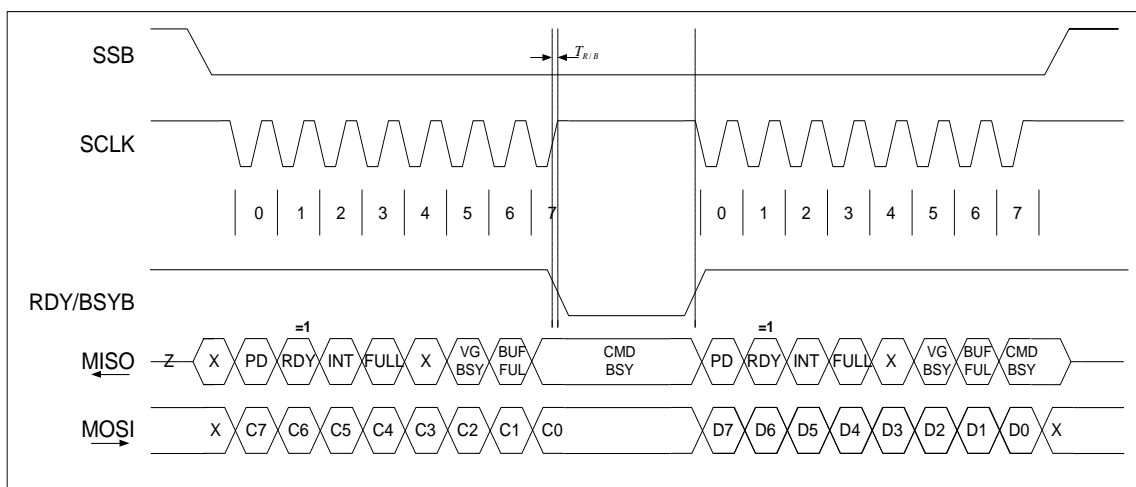 SSB
T R/B
SCLK
0 1 2 3 4 5 6 7 0 1 2 3 4 5 6 7
RDY/BSYB
=1 =1
MISO Z X PD RDY INT FULL X VG BSY BUF FUL CMD BSY PD RDY INT FULL X VG BSY BUF FUL CMD BSY
MOSI X C7 C6 C5 C4 C3 C2 C1 C0 D7 D6 D5 D4 D3 D2 D1 D0 X